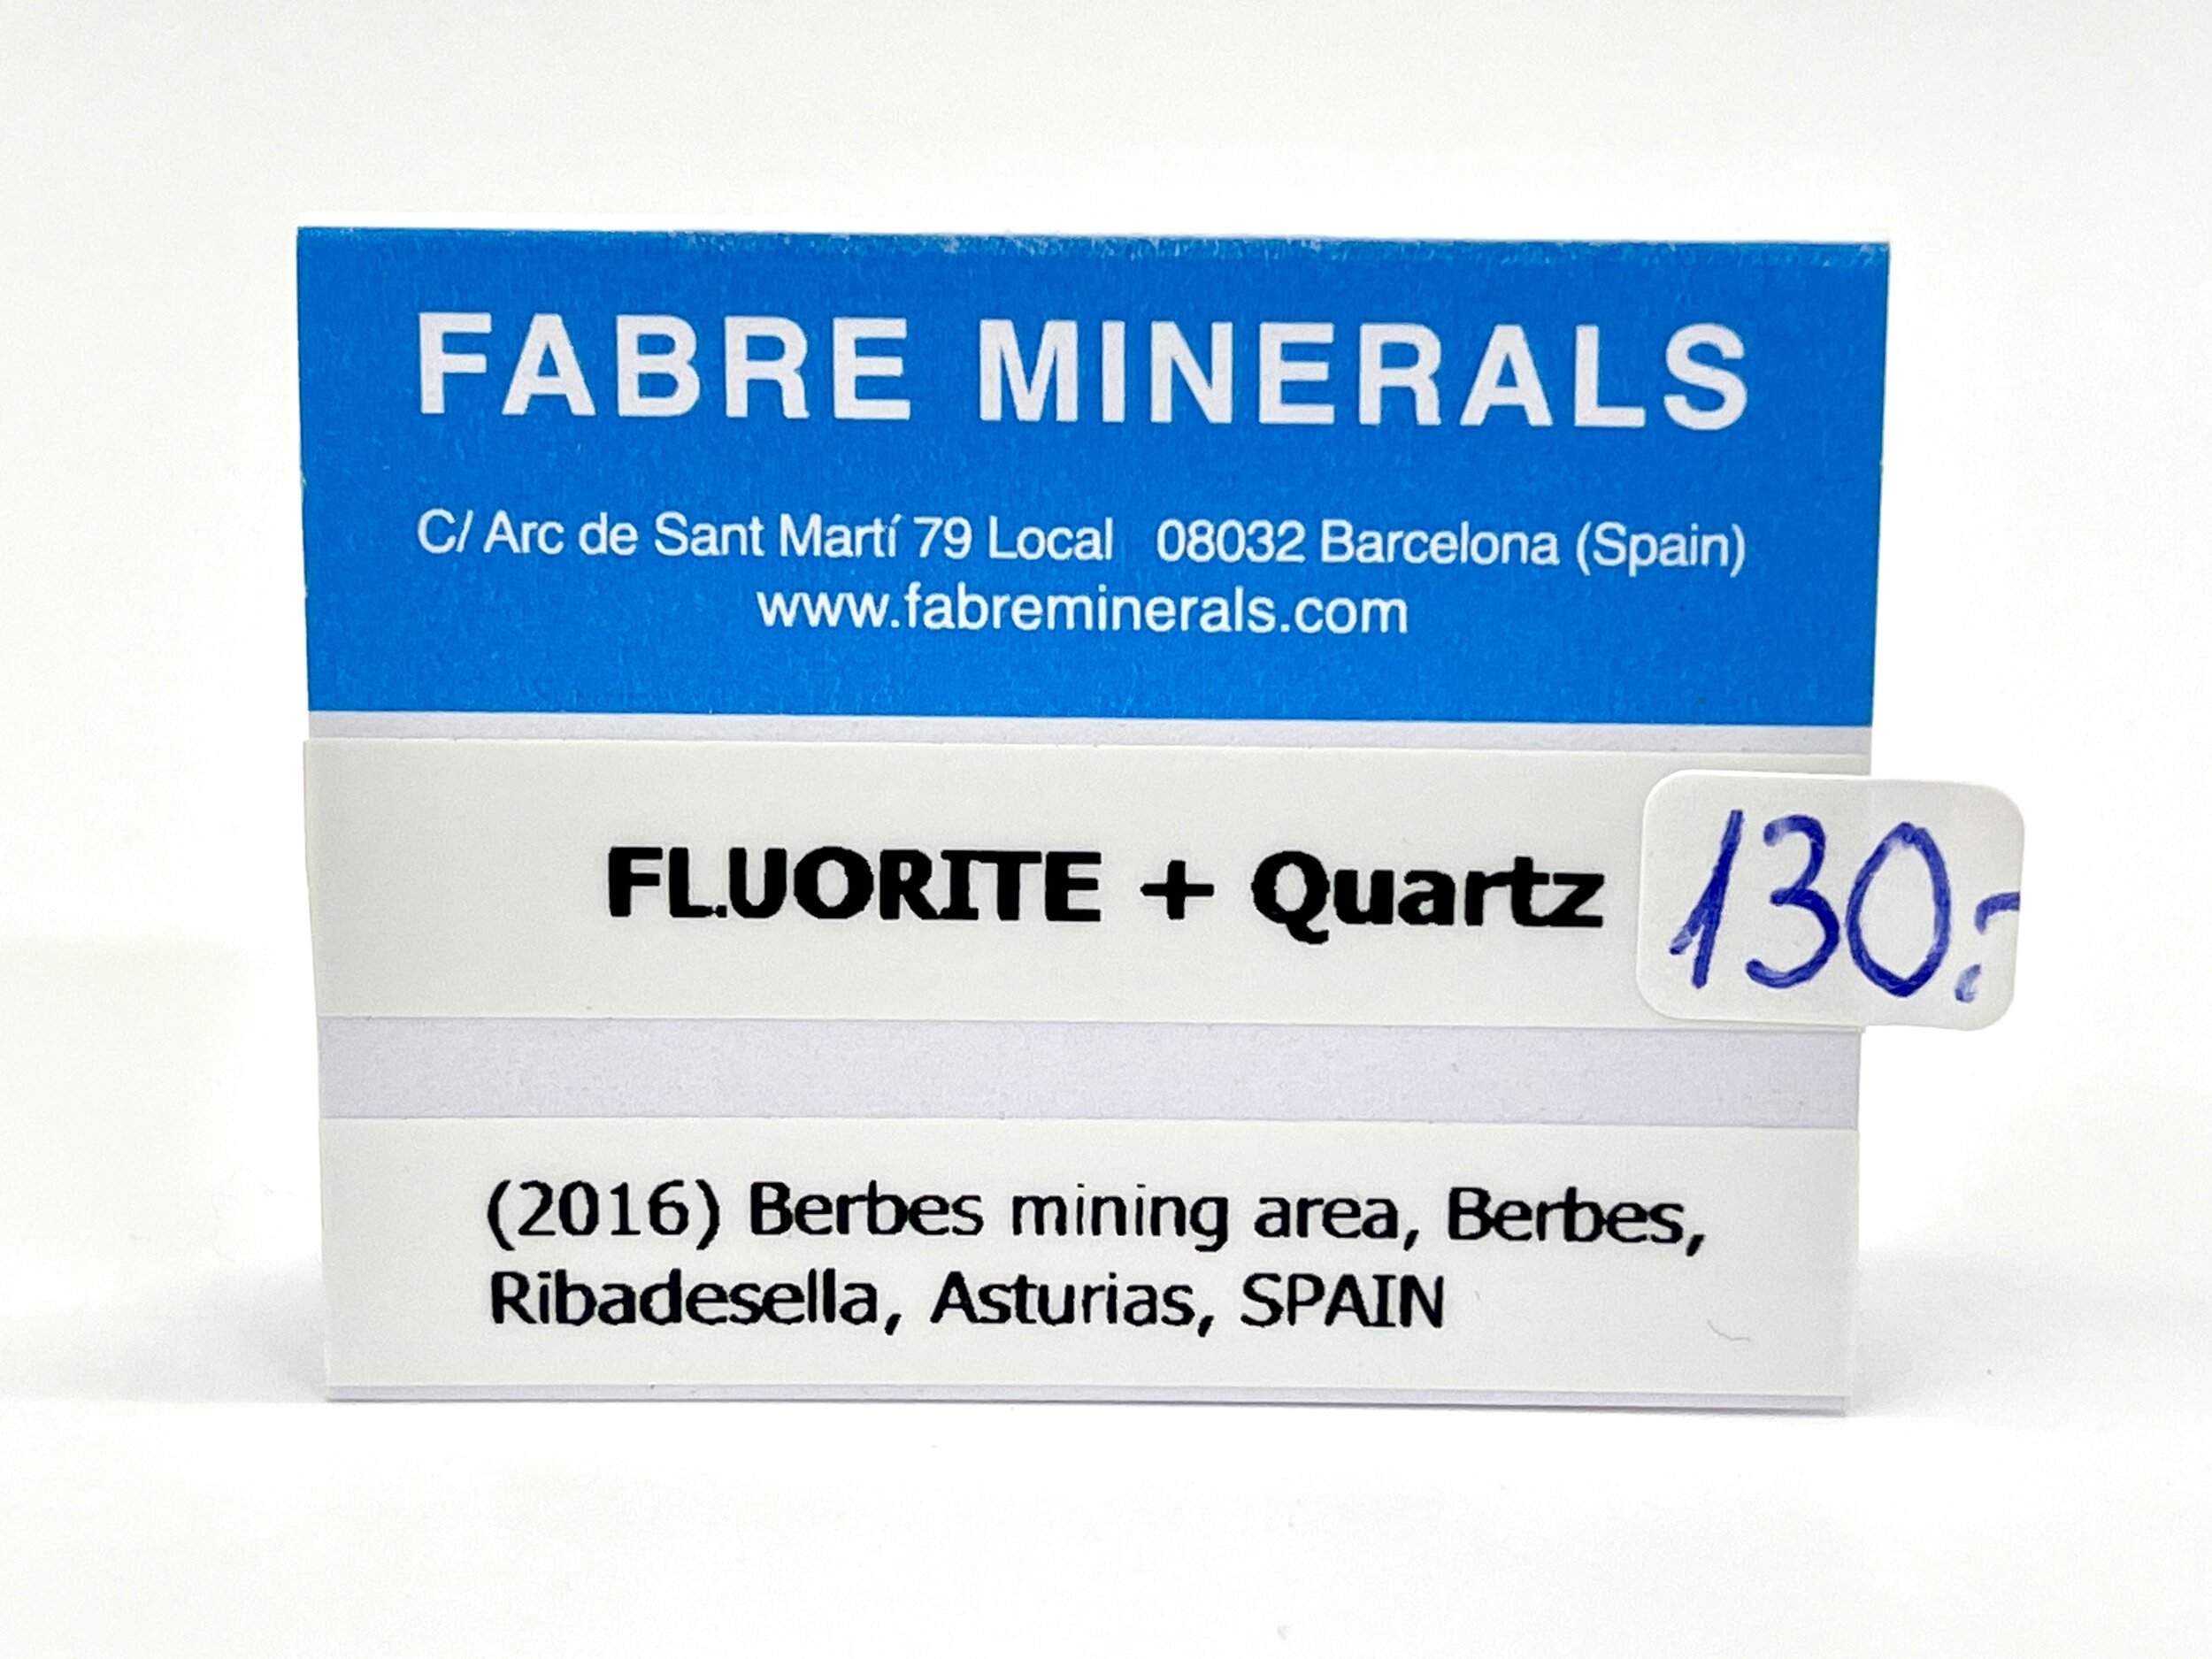 FABRE MINERALS
C/ Arc de Sant Martí 79 Local 08032 Barcelona (Spain)
www.fabreminerals.com
FLUORITE + Quartz
130.-
(2016) Berbes mining area, Berbes,
Ribadesella, Asturias, SPAIN